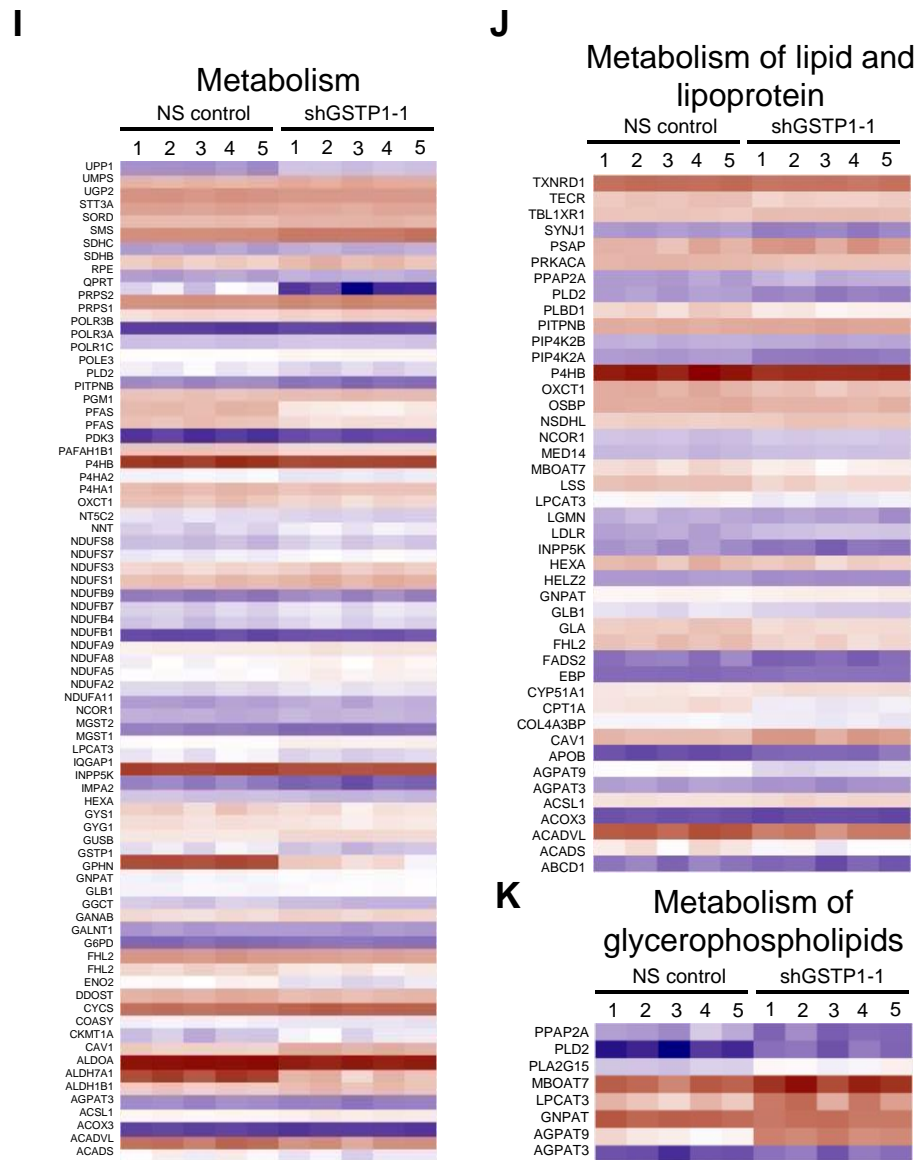 I
Metabolism
NS control shGSTP1-1
1 2 3 4 5 1 2 3 4 5
UPP1
UMPS
UGP2
STT3A
SORD
SMS
SDHC
SDHB
RPE
QPRT
PRPS2
PRPS1
POLR3B
POLR3A
POLR1C
POLE3
PLD2
PITPNB
PGM1
PFAS
PFAS
PDK3
PAFAH1B1
P4HB
P4HA2
P4HA1
OXCT1
NT5C2
NNT
NDUFS8
NDUFS7
NDUFS3
NDUFS1
NDUFB9
NDUFB7
NDUFB4
NDUFB1
NDUFA9
NDUFA8
NDUFA5
NDUFA2
NDUFA11
NCOR1
MGST2
MGST1
LPCAT3
IQGAP1
INPP5K
IMPA2
HEXA
GYS1
GYG1
GUSB
GSTP1
GPHN
GNPAT
GLB1
GGCT
GANAB
GALNT1
G6PD
FHL2
FHL2
ENO2
DDOST
CYCS
COASY
CKMT1A
CAV1
ALDOA
ALDH7A1
ALDH1B1
AGPAT3
ACSL1
ACOX3
ACADVL
ACADS
J
Metabolism of lipid and
lipoprotein
NS control shGSTP1-1
1 2 3 4 5 1 2 3 4 5
TXNRD1
TECR
TBL1XR1
SYNJ1
PSAP
PRKACA
PPAP2A
PLD2
PLBD1
PITPNB
PIP4K2B
PIP4K2A
P4HB
OXCT1
OSBP
NSDHL
NCOR1
MED14
MBOAT7
LSS
LPCAT3
LGMN
LDLR
INPP5K
HEXA
HELZ2
GNPAT
GLB1
GLA
FHL2
FADS2
EBP
CYP51A1
CPT1A
COL4A3BP
CAV1
APOB
AGPAT9
AGPAT3
ACSL1
ACOX3
ACADVL
ACADS
ABCD1
K
Metabolism of
glycerophospholipids
NS control shGSTP1-1
1 2 3 4 5 1 2 3 4 5
PPAP2A
PLD2
PLA2G15
MBOAT7
LPCAT3
GNPAT
AGPAT9
AGPAT3